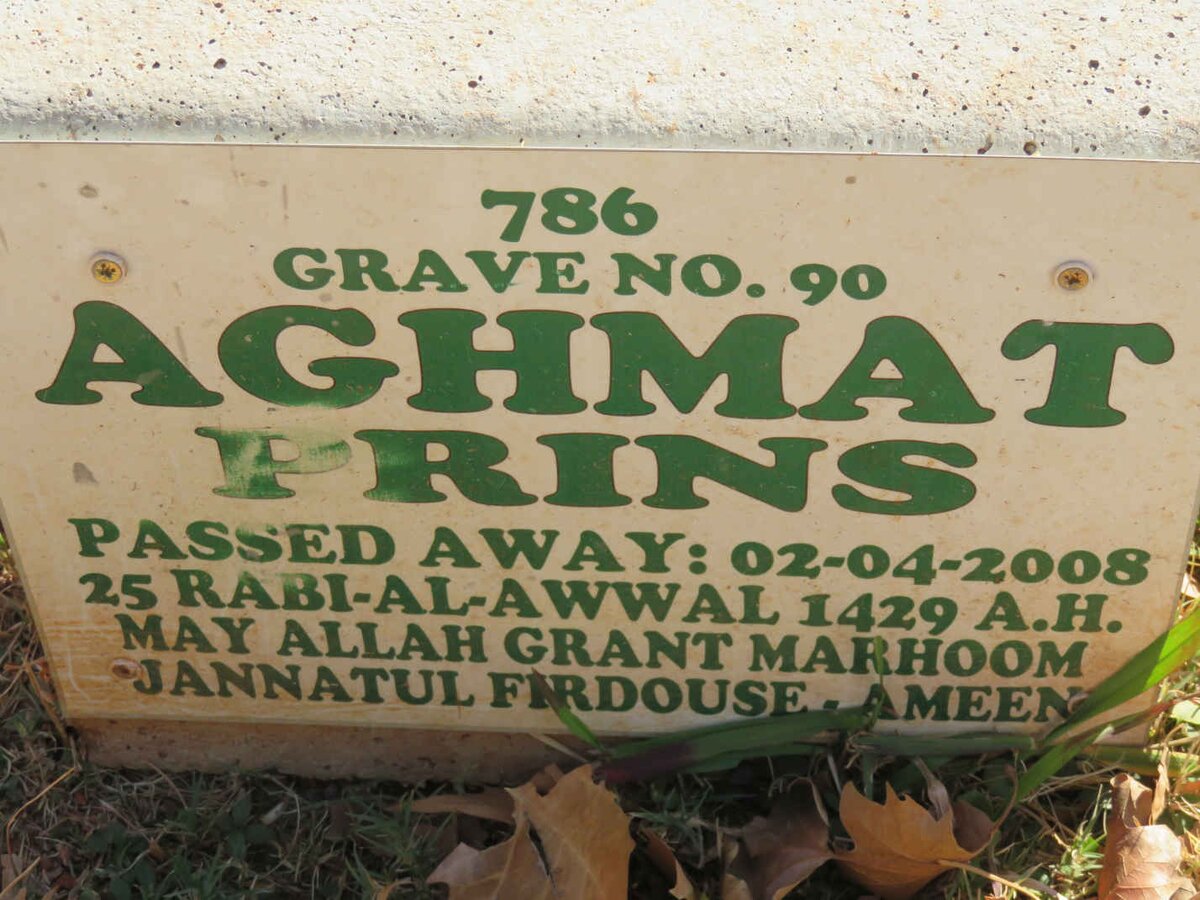 786
GRAVE NO. 90
AGHMAT
PRINS
PASSED AWAY: 02-04-2008
25 RABI-AL-AWWAL 1429 A.H.
MAY ALLAH GRANT MARHOOM
JANNATUL FIRDOUSE - AMEEN